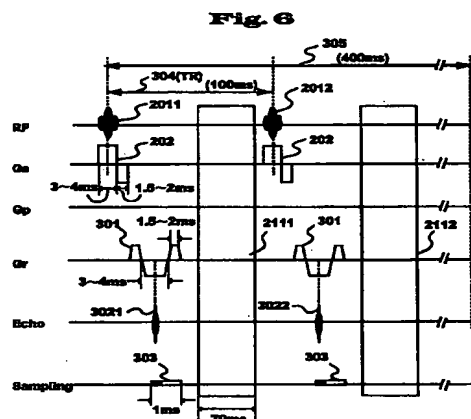 Fig. 6
305
(400ms)
304(TR)
(100ms)
2011
2012
RF
202
202
Gs
3~4ms
1.5~2ms
Gp
301
1.5~2ms
2111
301
2112
Gr
3~4ms
3021
3022
Echo
303
303
Sampling
1ms
70ms